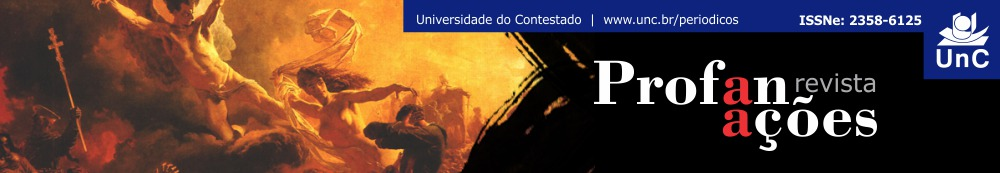 Universidade do Contestado | www.unc.br/periodicos
ISSNe: 2358-6125
UnC
Profan revista
ações